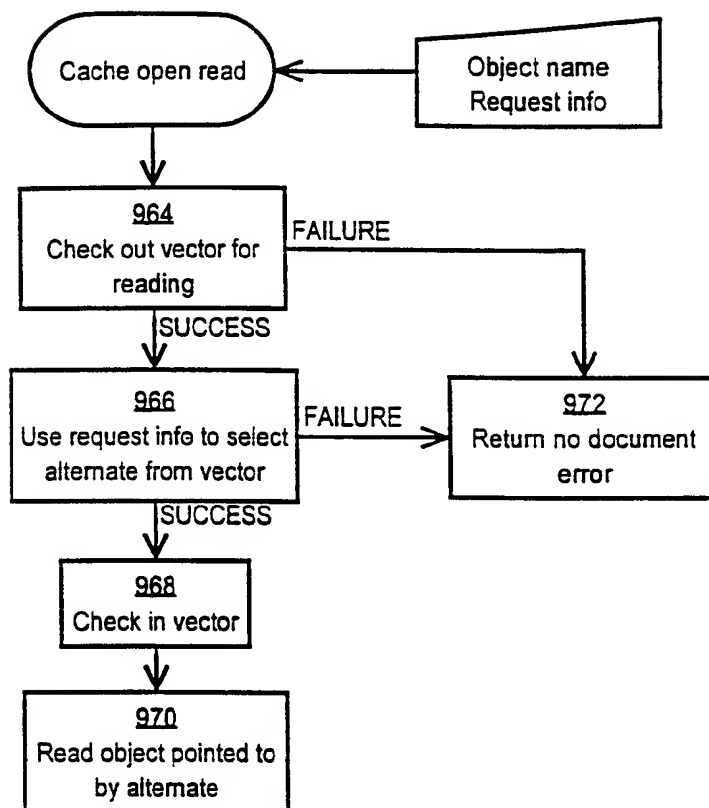 Cache open read
Object name
Request info
964
Check out vector for
reading
FAILURE
SUCCESS
966
Use request info to select
alternate from vector
FAILURE
972
Return no document
error
SUCCESS
968
Check in vector
970
Read object pointed to
by alternate